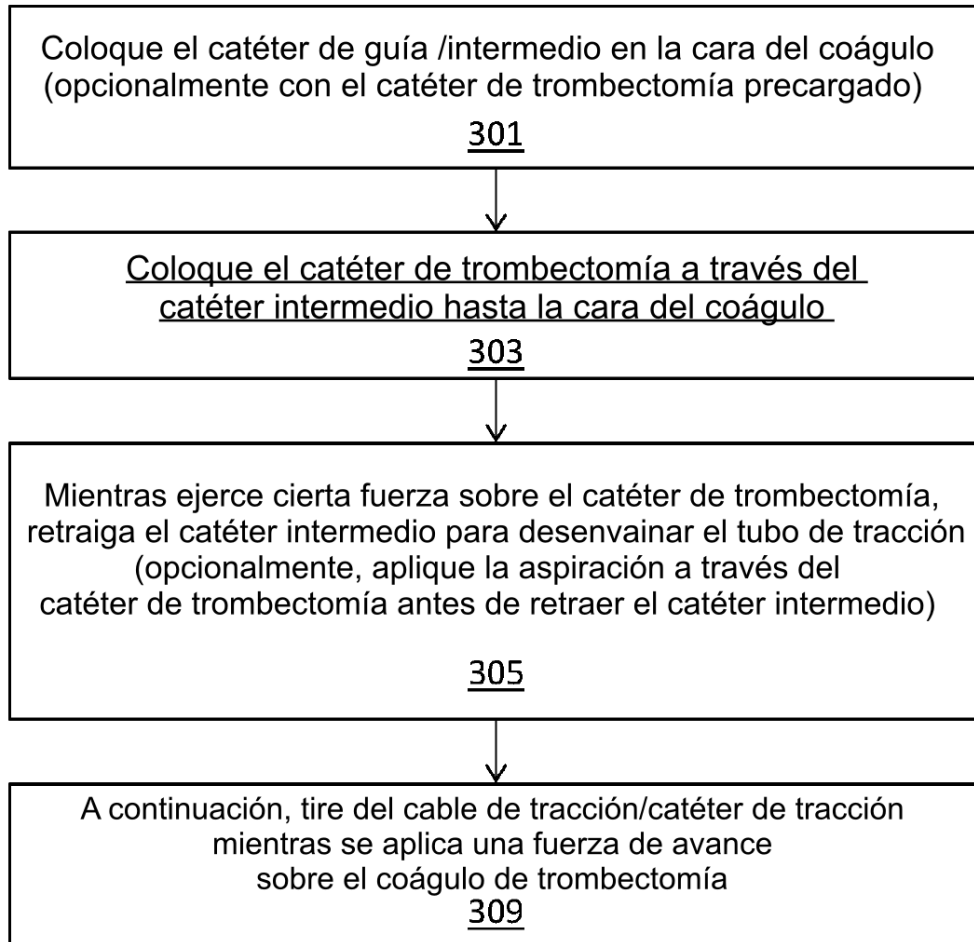 Coloque el catéter de guía /intermedio en la cara del coágulo
(opcionalmente con el catéter de trombectomía precargado)
301
Coloque el catéter de trombectomía a través del
catéter intermedio hasta la cara del coágulo
303
Mientras ejerce cierta fuerza sobre el catéter de trombectomía,
retraiga el catéter intermedio para desenvainar el tubo de tracción
(opcionalmente, aplique la aspiración a través del
catéter de trombectomía antes de retraer el catéter intermedio)
305
A continuación, tire del cable de tracción/catéter de tracción
mientras se aplica una fuerza de avance
sobre el coágulo de trombectomía
309